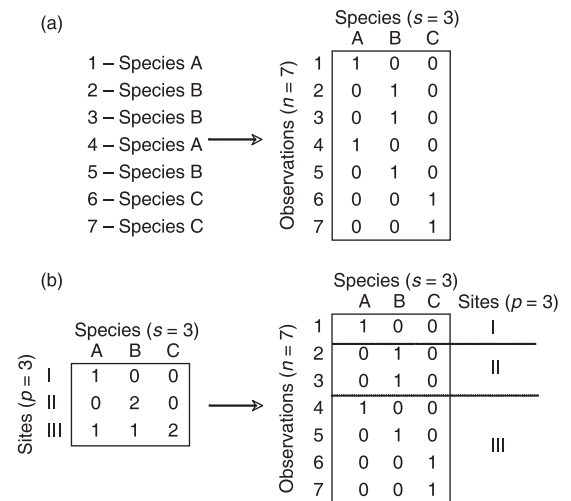 (a)
1 – Species A
2 – Species B
3 – Species B
4 – Species A
5 – Species B
6 – Species C
7 – Species C
Species (s = 3)
A B C
Observations (n = 7)
1 1 0 0
2 0 1 0
3 0 1 0
4 1 0 0
5 0 1 0
6 0 0 1
7 0 0 1
(b)
Species (s = 3)
A B C
Sites (p = 3)
I 1 0 0
II 0 2 0
III 1 1 2
Species (s = 3)
A B C Sites (p = 3)
Observations (n = 7)
1 1 0 0 I
2 0 1 0
II
3 0 1 0
4 1 0 0
5 0 1 0
III
6 0 0 1
7 0 0 1